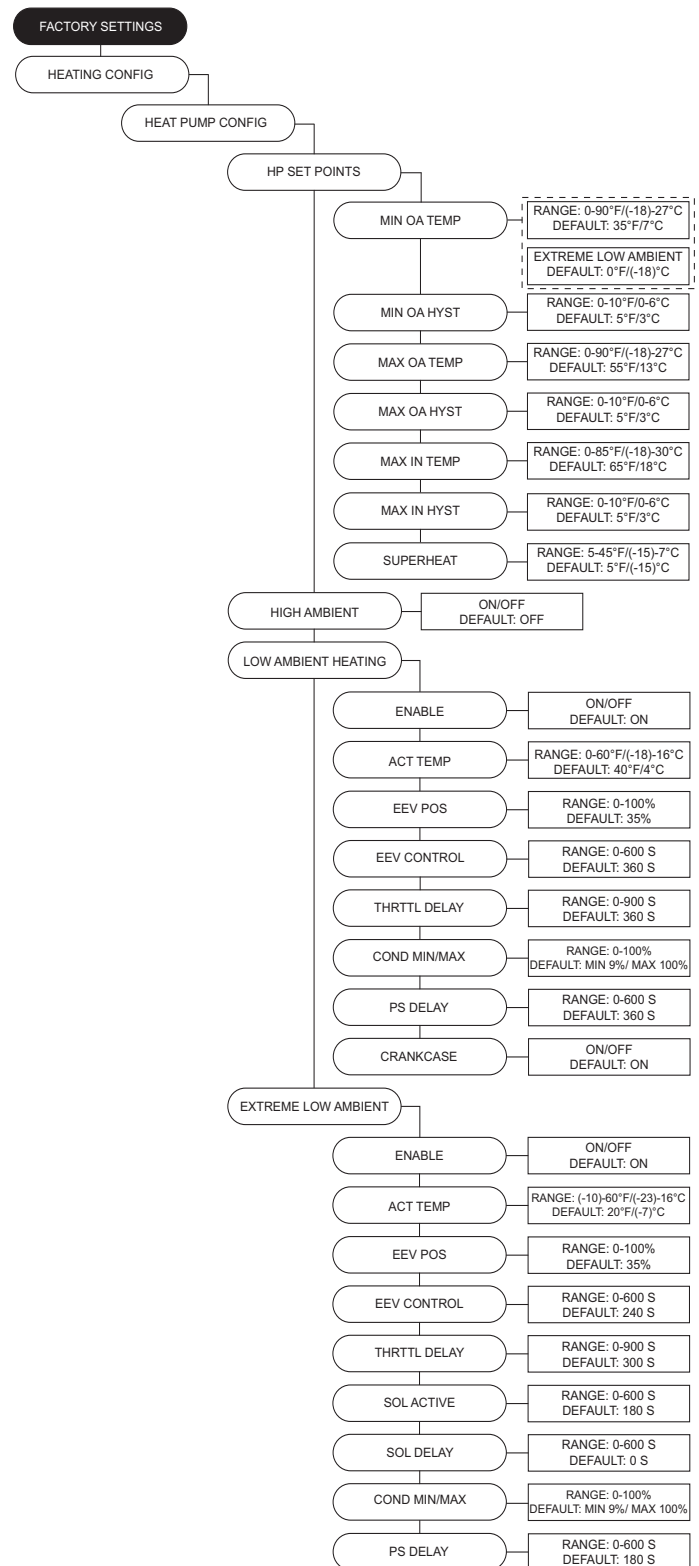 FACTORY SETTINGS
HEATING CONFIG
HEAT PUMP CONFIG
HP SET POINTS
MIN OA TEMP
RANGE: 0-90°F/(-18)-27°C
DEFAULT: 35°F/7°C
EXTREME LOW AMBIENT
DEFAULT: 0°F/(-18)°C
MIN OA HYST
RANGE: 0-10°F/0-6°C
DEFAULT: 5°F/3°C
MAX OA TEMP
RANGE: 0-90°F/(-18)-27°C
DEFAULT: 55°F/13°C
MAX OA HYST
RANGE: 0-10°F/0-6°C
DEFAULT: 5°F/3°C
MAX IN TEMP
RANGE: 0-85°F/(-18)-30°C
DEFAULT: 65°F/18°C
MAX IN HYST
RANGE: 0-10°F/0-6°C
DEFAULT: 5°F/3°C
SUPERHEAT
RANGE: 5-45°F/(-15)-7°C
DEFAULT: 5°F/(-15)°C
HIGH AMBIENT
ON/OFF
DEFAULT: OFF
LOW AMBIENT HEATING
ENABLE
ON/OFF
DEFAULT: ON
ACT TEMP
RANGE: 0-60°F/(-18)-16°C
DEFAULT: 40°F/4°C
EEV POS
RANGE: 0-100%
DEFAULT: 35%
EEV CONTROL
RANGE: 0-600 S
DEFAULT: 360 S
THRTTL DELAY
RANGE: 0-900 S
DEFAULT: 360 S
COND MIN/MAX
RANGE: 0-100%
DEFAULT: MIN 9%/ MAX 100%
PS DELAY
RANGE: 0-600 S
DEFAULT: 360 S
CRANKCASE
ON/OFF
DEFAULT: ON
EXTREME LOW AMBIENT
ENABLE
ON/OFF
DEFAULT: ON
ACT TEMP
RANGE: (-10)-60°F/(-23)-16°C
DEFAULT: 20°F/(-7)°C
EEV POS
RANGE: 0-100%
DEFAULT: 35%
EEV CONTROL
RANGE: 0-600 S
DEFAULT: 240 S
THRTTL DELAY
RANGE: 0-900 S
DEFAULT: 300 S
SOL ACTIVE
RANGE: 0-600 S
DEFAULT: 180 S
SOL DELAY
RANGE: 0-600 S
DEFAULT: 0 S
COND MIN/MAX
RANGE: 0-100%
DEFAULT: MIN 9%/ MAX 100%
PS DELAY
RANGE: 0-600 S
DEFAULT: 180 S